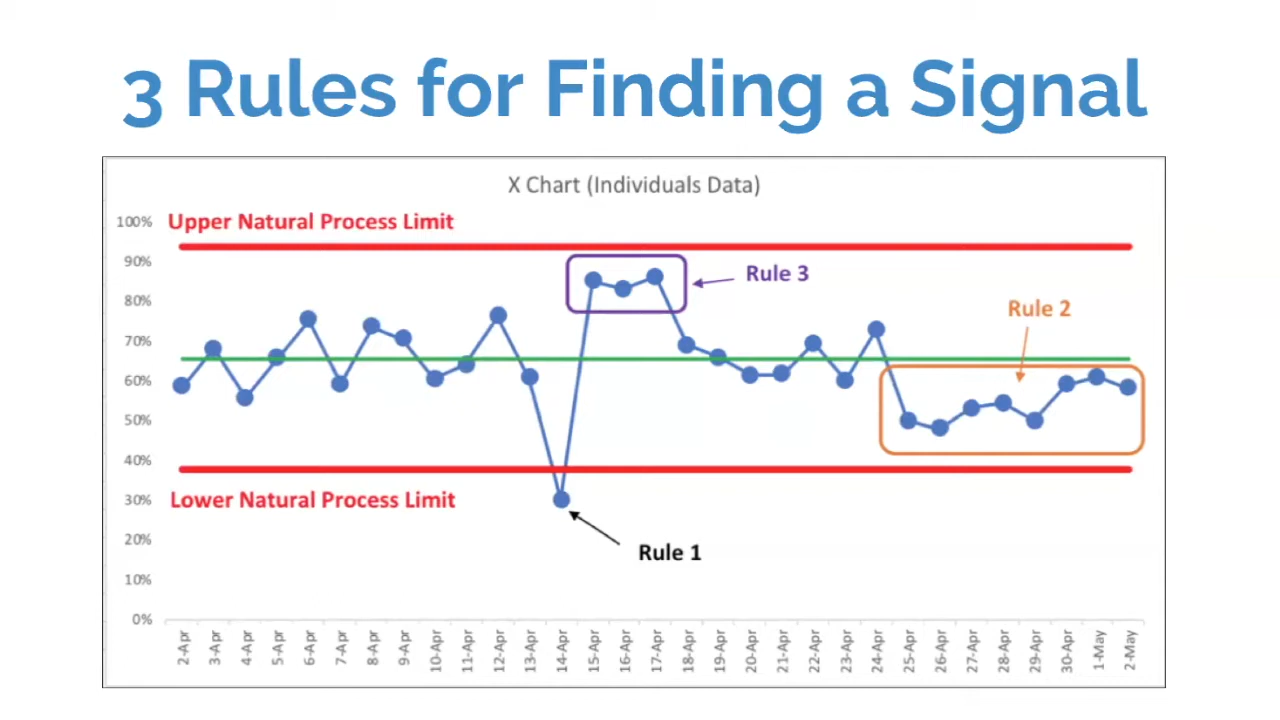 3 Rules for Finding a Signal
X Chart (Individuals Data)
100%
Upper Natural Process Limit
90%
Rule 3
80%
Rule 2
70%
60%
50%
40%
30%
Lower Natural Process Limit
20%
Rule 1
10%
0%
2-Apr
3-Apr
4-Apr
5-Apr
6-Apr
7-Apr
8-Apr
9-Apr
10-Apr
11-Apr
12-Apr
13-Apr
14-Apr
15-Apr
16-Apr
17-Apr
18-Apr
19-Apr
20-Apr
21-Apr
22-Apr
23-Apr
24-Apr
25-Apr
26-Apr
27-Apr
28-Apr
29-Apr
30-Apr
1-May
2-May